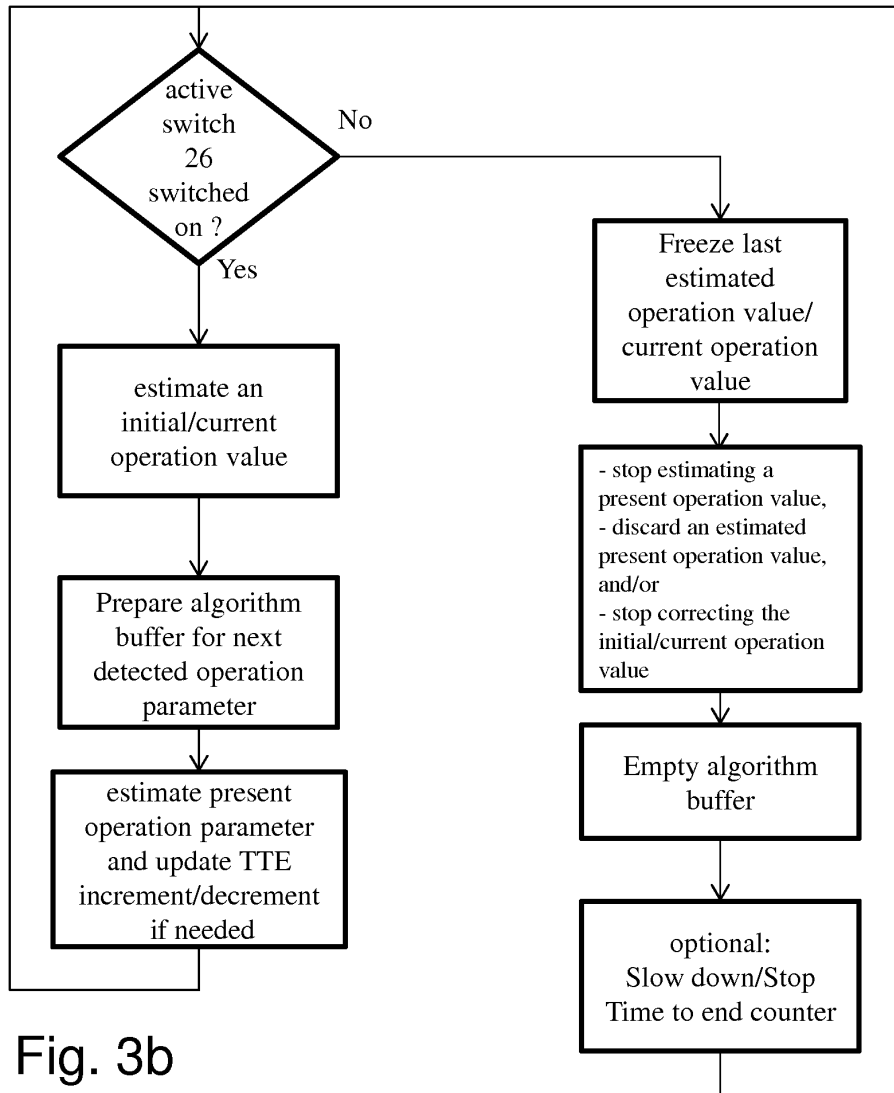 active
switch
26
switched
on ?
No
Yes
estimate an
initial/current
operation value
Prepare algorithm
buffer for next
detected operation
parameter
estimate present
operation parameter
and update TTE
increment/decrement
if needed
Freeze last
estimated
operation value/
current operation
value
- stop estimating a
present operation value,
- discard an estimated
present operation value,
and/or
- stop correcting the
initial/current operation
value
Empty algorithm
buffer
optional:
Slow down/Stop
Time to end counter
Fig. 3b